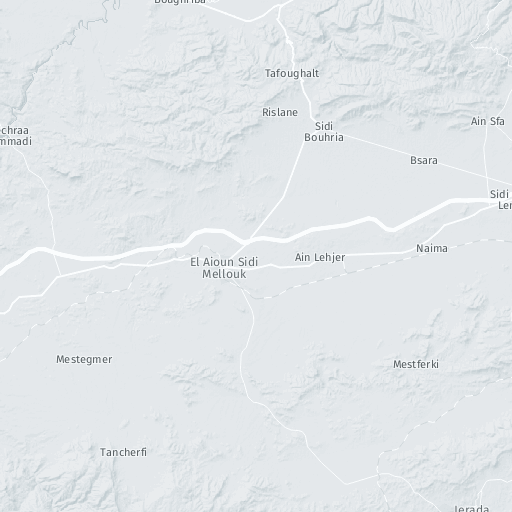 Boughriba
Tafoughalt
Rislane
Sidi
Bouhria
Ain Sfa
Bsara
Sidi
Naima
Ain Lehjer
El Aioun Sidi
Mellouk
Mestegmer
Mestferki
Tancherfi
Jerada